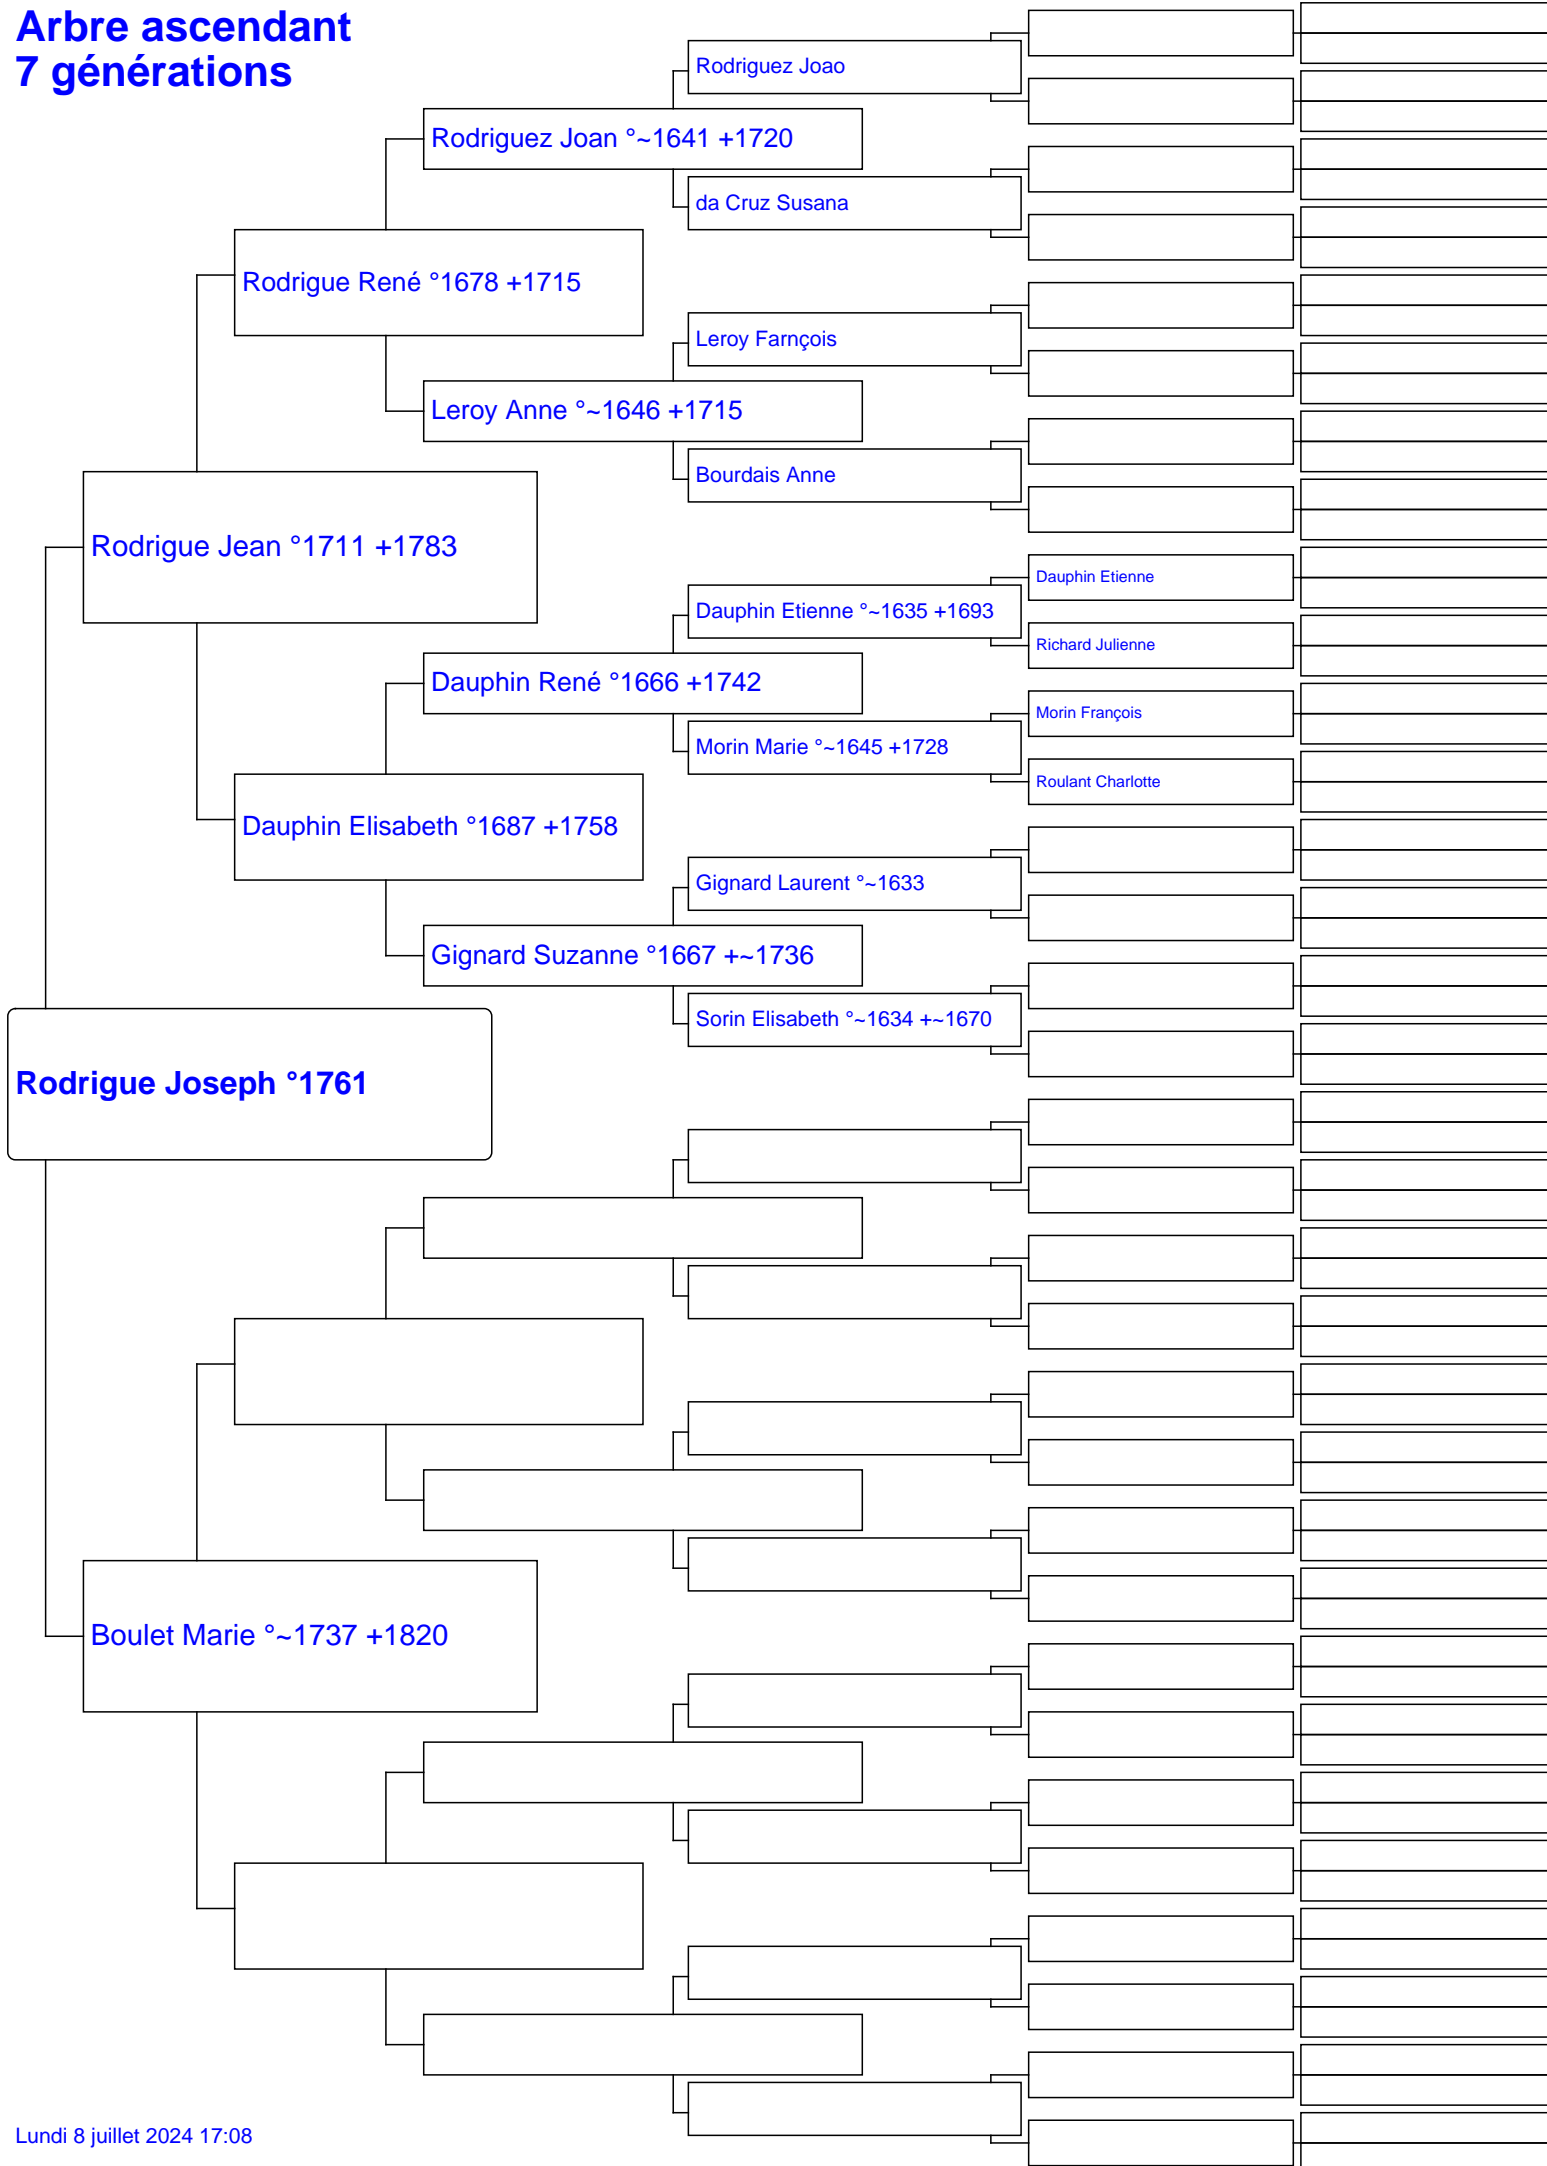 Arbre ascendant
7 générations
Rodriguez Joao
Rodriguez Joan °~1641 +1720
da Cruz Susana
Rodrigue René °1678 +1715
Leroy Farnçois
Leroy Anne °~1646 +1715
Bourdais Anne
Rodrigue Jean °1711 +1783
Dauphin Etienne
Dauphin Etienne °~1635 +1693
Richard Julienne
Dauphin René °1666 +1742
Morin François
Morin Marie °~1645 +1728
Roulant Charlotte
Dauphin Elisabeth °1687 +1758
Gignard Laurent °~1633
Gignard Suzanne °1667 +~1736
Sorin Elisabeth °~1634 +~1670
Rodrigue Joseph °1761
Boulet Marie °~1737 +1820
Lundi 8 juillet 2024 17:08